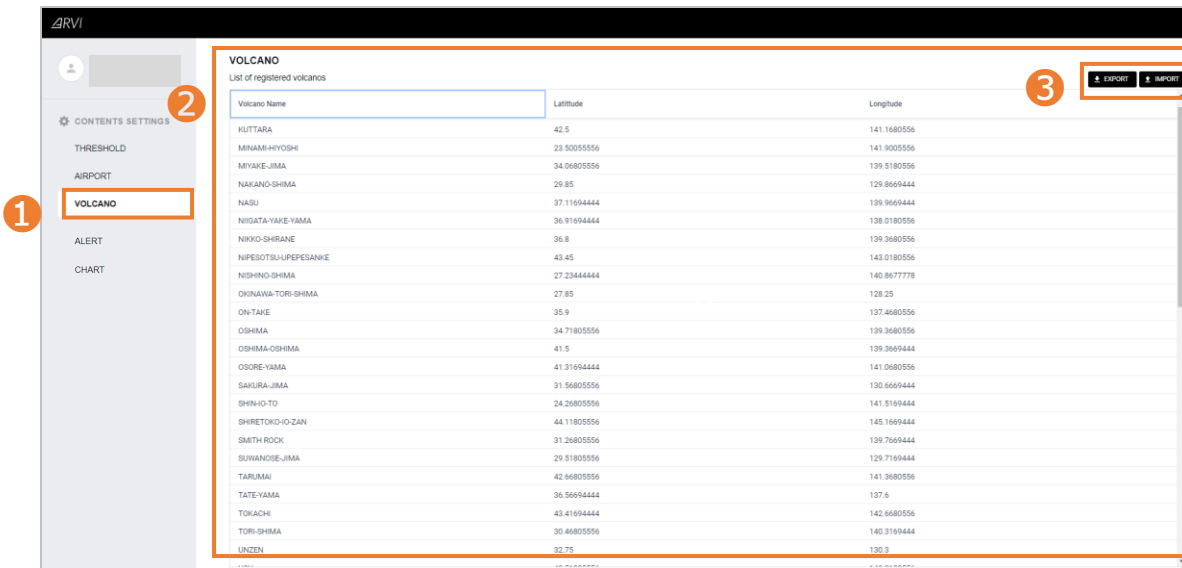 ARVI
1
2
3
CONTENTS SETTINGS
THRESHOLD
AIRPORT
VOLCANO
ALERT
CHART
VOLCANO
List of registered volcanos
EXPORT IMPORT
Volcano Name Latittude Longitude
KUTTARA 42.5 141.1680556
MINAMI-HIYOSHI 23.50055556 141.9005556
MIYAKE-JIMA 34.06805556 139.5180556
NAKANO-SHIMA 29.85 129.8669444
NASU 37.11694444 139.9669444
NIIGATA-YAKE-YAMA 36.91694444 138.0180556
NIKKO-SHIRANE 36.8 139.3680556
NIPESOTSU-UPEPESANKE 43.45 143.0180556
NISHINO-SHIMA 27.23444444 140.8677778
OKINAWA-TORI-SHIMA 27.85 128.25
ON-TAKE 35.9 137.4680556
OSHIMA 34.71805556 139.3680556
OSHIMA-OSHIMA 41.5 139.3669444
OSORE-YAMA 41.31694444 141.0680556
SAKURA-JIMA 31.56805556 130.6669444
SHIN-IO-TO 24.26805556 141.5169444
SHIRETOKO-IO-ZAN 44.11805556 145.1669444
SMITH ROCK 31.26805556 139.7669444
SUWANOSE-JIMA 29.51805556 129.7169444
TARUMAI 42.66805556 141.3680556
TATE-YAMA 36.56694444 137.6
TOKACHI 43.41694444 142.6680556
TORI-SHIMA 30.46805556 140.3169444
UNZEN 32.75 130.3